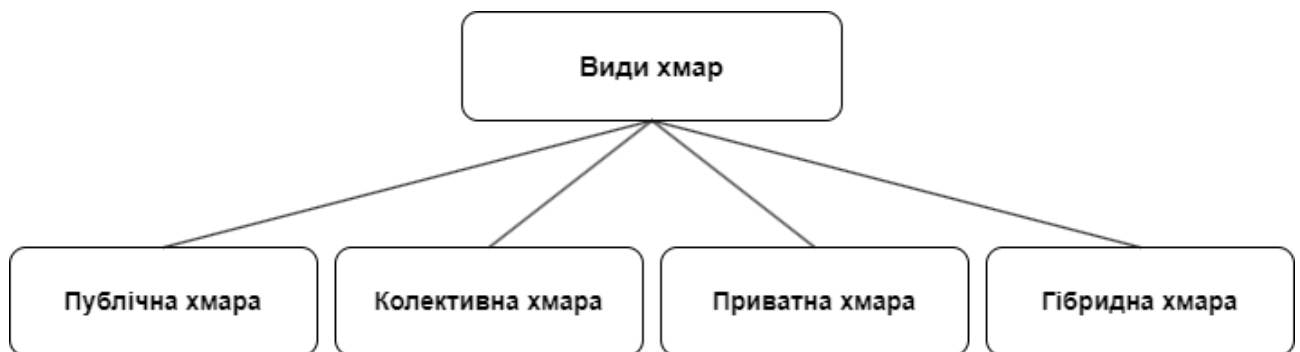 Види хмар
Публічна хмара
Колективна хмара
Приватна хмара
Гібридна хмара